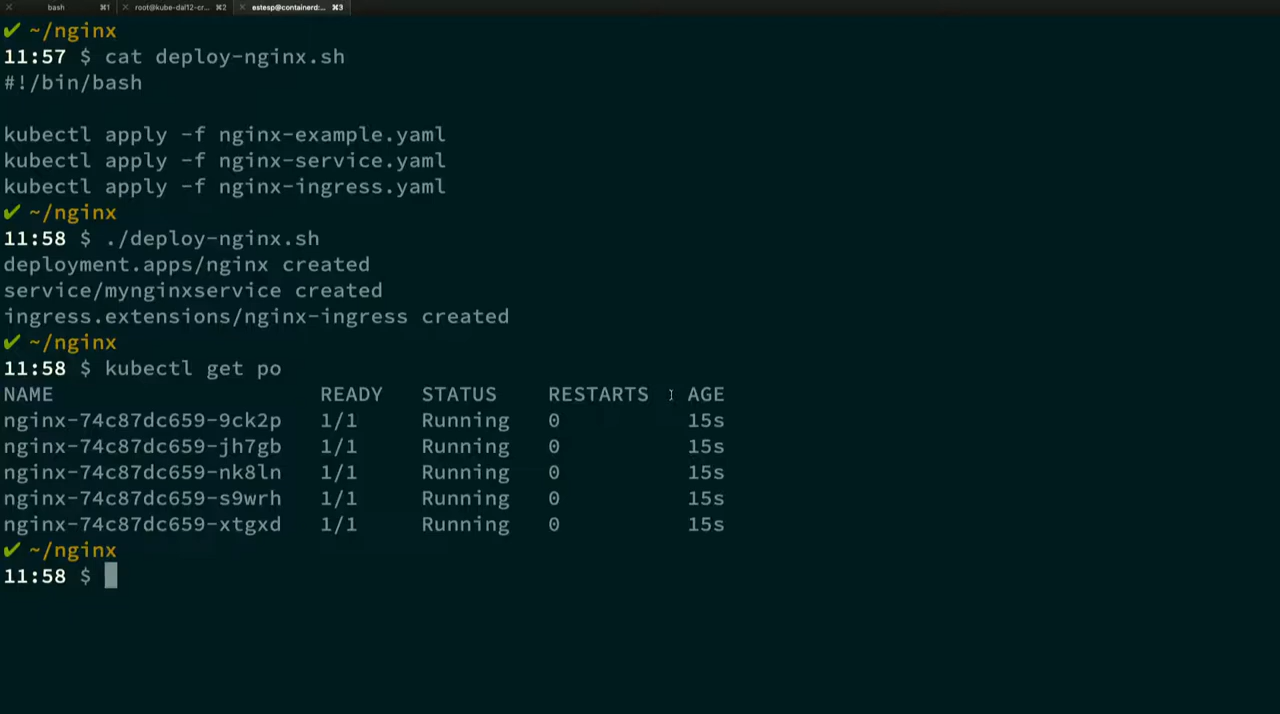 bash ⌘1 root@kube-dal12-cr... ⌘2 estesp@containerd:... ⌘3
✔ ~/nginx
11:57 $ cat deploy-nginx.sh
#!/bin/bash
kubectl apply -f nginx-example.yaml
kubectl apply -f nginx-service.yaml
kubectl apply -f nginx-ingress.yaml
✔ ~/nginx
11:58 $ ./deploy-nginx.sh
deployment.apps/nginx created
service/mynginxservice created
ingress.extensions/nginx-ingress created
✔ ~/nginx
11:58 $ kubectl get po
NAME READY STATUS RESTARTS AGE
nginx-74c87dc659-9ck2p 1/1 Running 0 15s
nginx-74c87dc659-jh7gb 1/1 Running 0 15s
nginx-74c87dc659-nk8ln 1/1 Running 0 15s
nginx-74c87dc659-s9wrh 1/1 Running 0 15s
nginx-74c87dc659-xtgxd 1/1 Running 0 15s
✔ ~/nginx
11:58 $